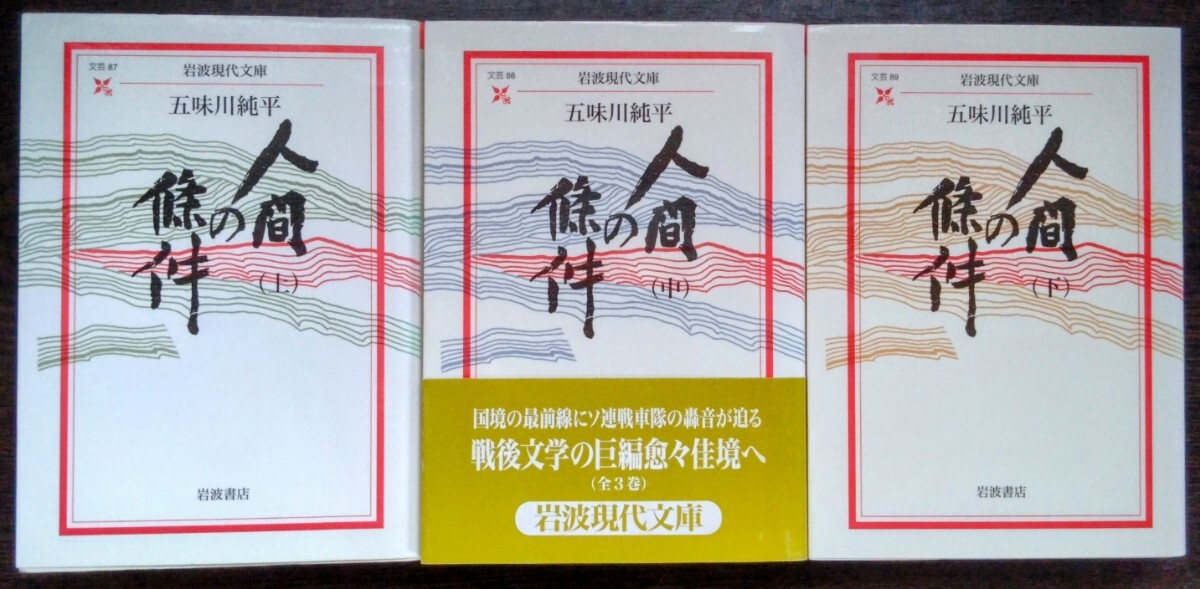 文芸 87
岩波現代文庫
五味川純平
人間
の
條件
（上）
岩波書店
文芸 88
岩波現代文庫
五味川純平
人間
の
條件
（中）
国境の最前線にソ連戦車隊の轟音が迫る
戦後文学の巨編愈々佳境へ
（全3巻）
岩波現代文庫
文芸 89
岩波現代文庫
五味川純平
人間
の
條件
（下）
岩波書店